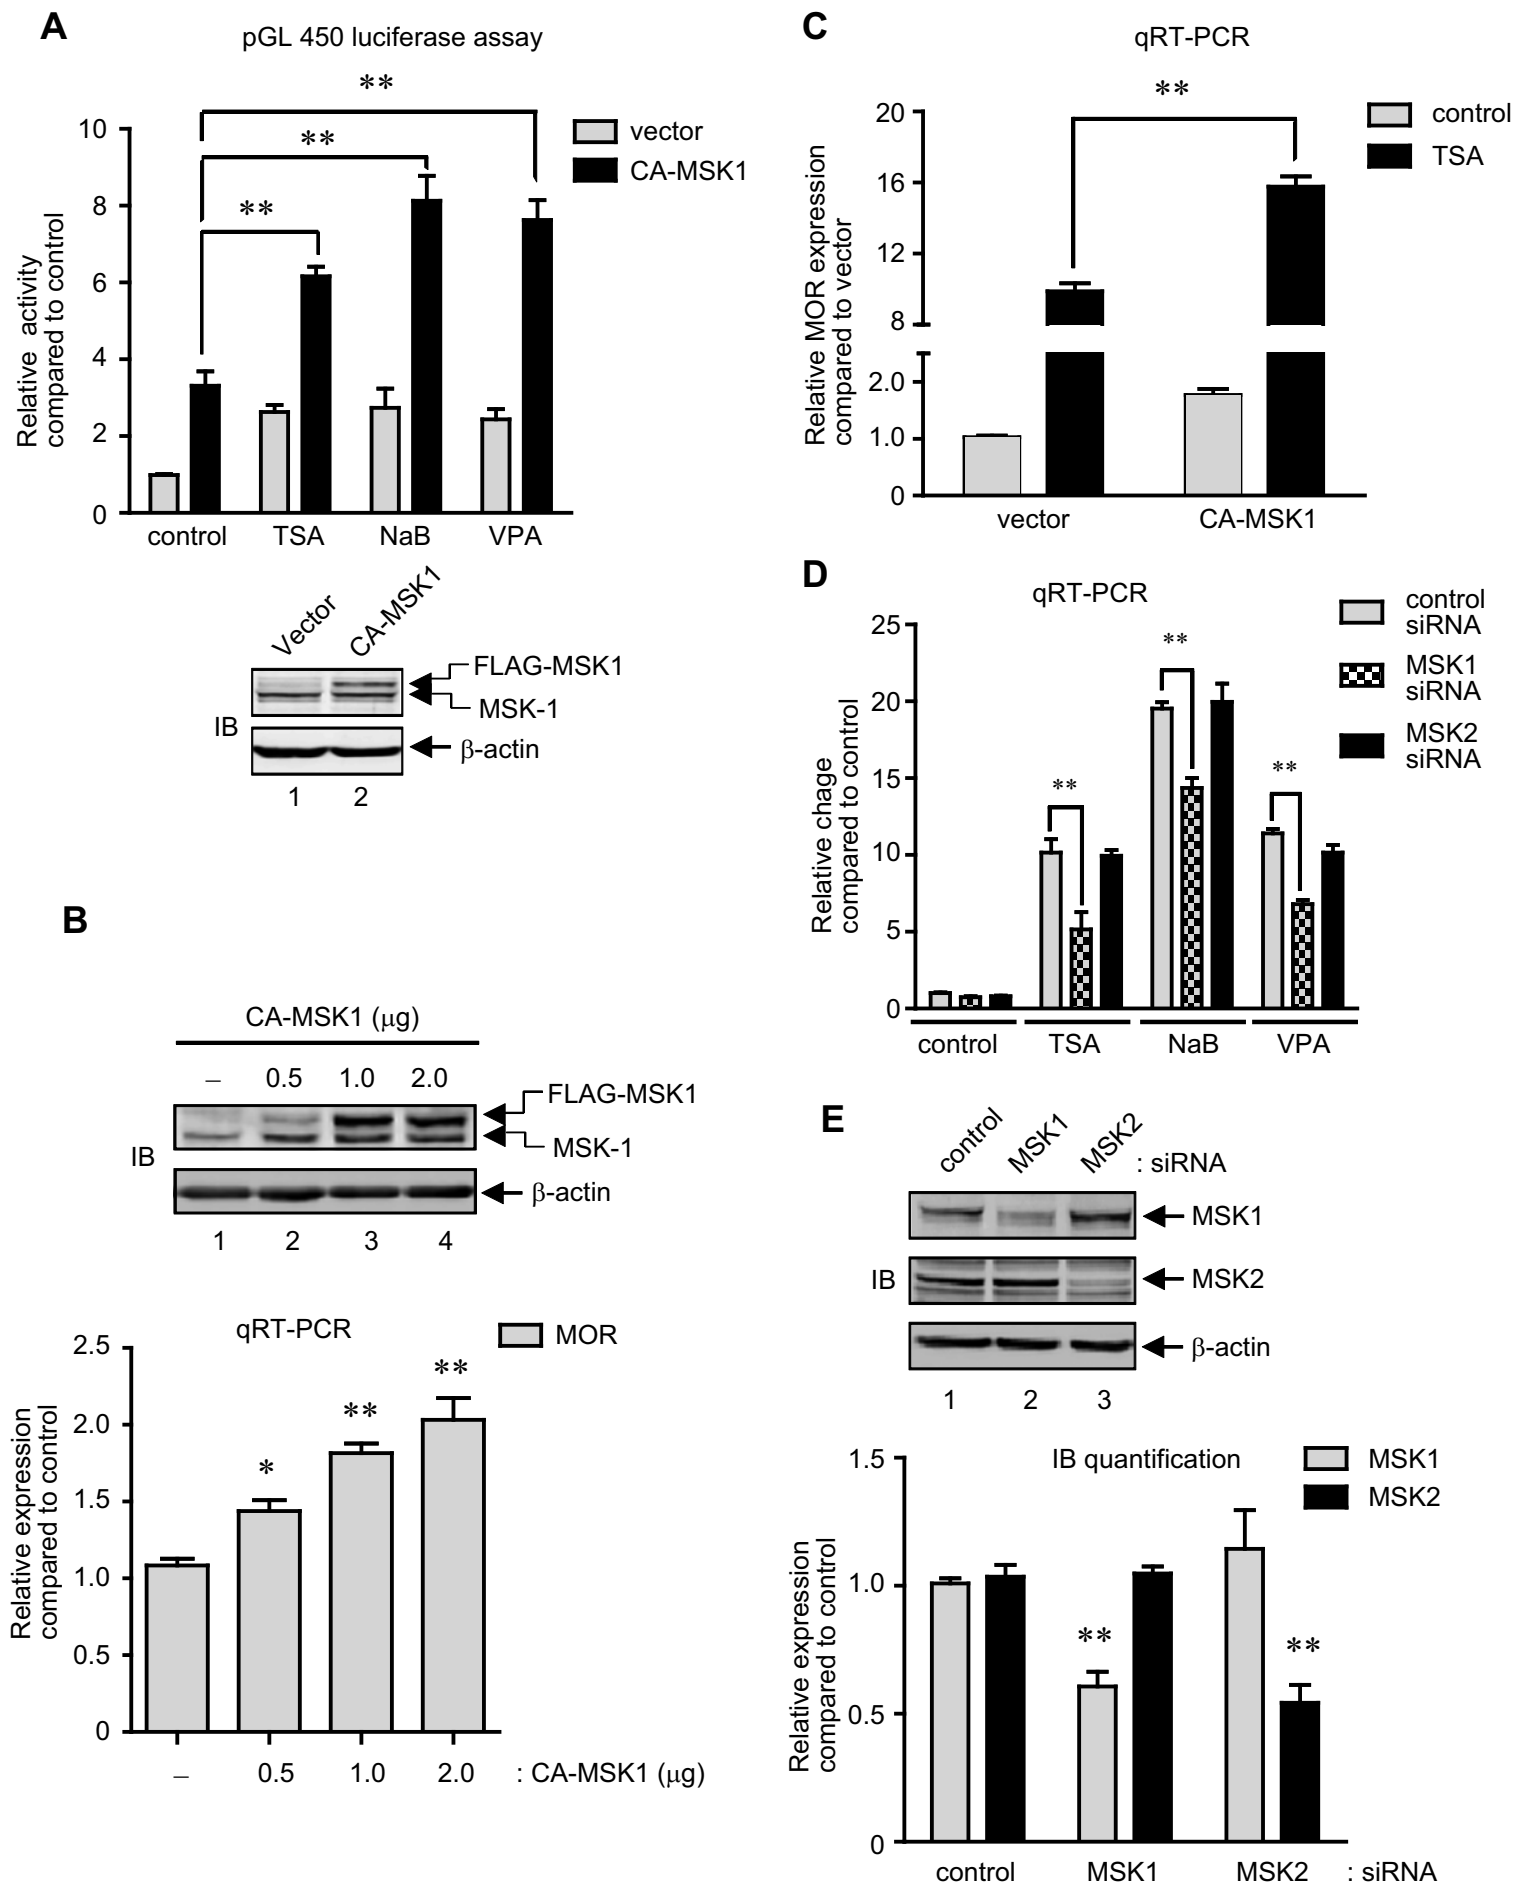 A
pGL 450 luciferase assay
**
**
**
10
8
6
4
2
0
Relative activity
compared to control
vector
CA-MSK1
control TSA NaB VPA
Vector CA-MSK1
FLAG-MSK1
MSK-1
IB
β-actin
1 2
B
CA-MSK1 (µg)
– 0.5 1.0 2.0
FLAG-MSK1
MSK-1
IB
β-actin
1 2 3 4
qRT-PCR
MOR
2.5
2.0
1.5
1.0
0.5
0
Relative expression
compared to control
*
**
**
– 0.5 1.0 2.0 : CA-MSK1 (µg)
C
qRT-PCR
**
20
16
12
8
2.0
1.0
0
Relative MOR expression
compared to vector
control
TSA
vector CA-MSK1
D
qRT-PCR
25
20
15
10
5
0
Relative chage
compared to control
**
**
**
control
siRNA
MSK1
siRNA
MSK2
siRNA
control TSA NaB VPA
E
control MSK1 MSK2 : siRNA
MSK1
IB
MSK2
β-actin
1 2 3
IB quantification
MSK1
MSK2
1.5
1.0
0.5
0
Relative expression
compared to control
**
**
control MSK1 MSK2 : siRNA